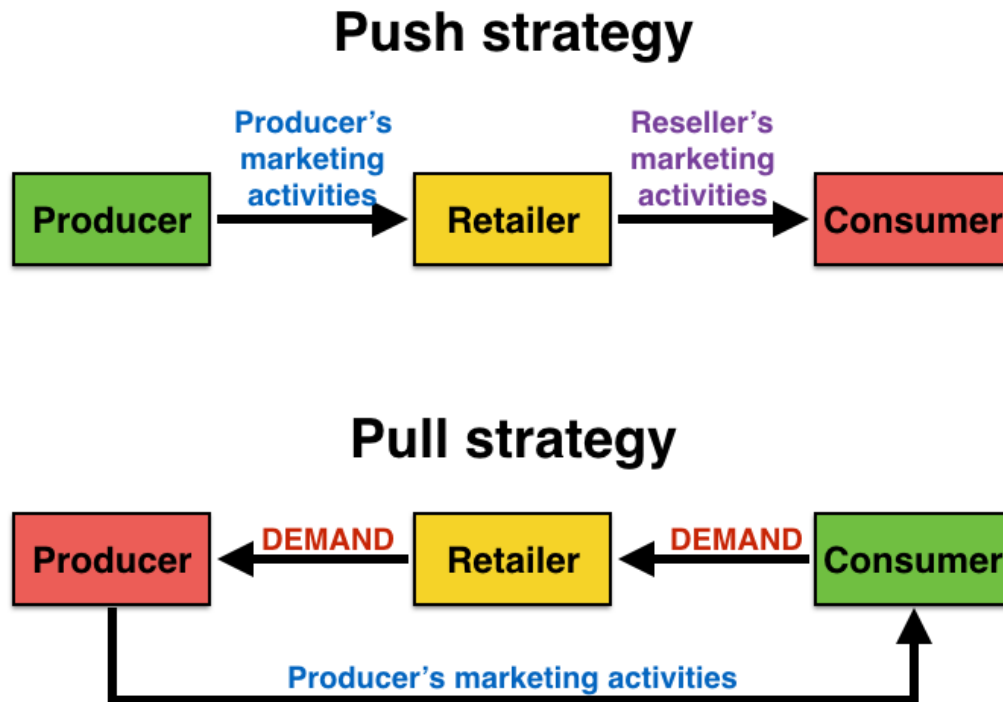 Push strategy
Producer’s
marketing
activities
Reseller’s
marketing
activities
Producer
Retailer
Consumer
Pull strategy
Producer
DEMAND
Retailer
DEMAND
Consumer
Producer’s marketing activities